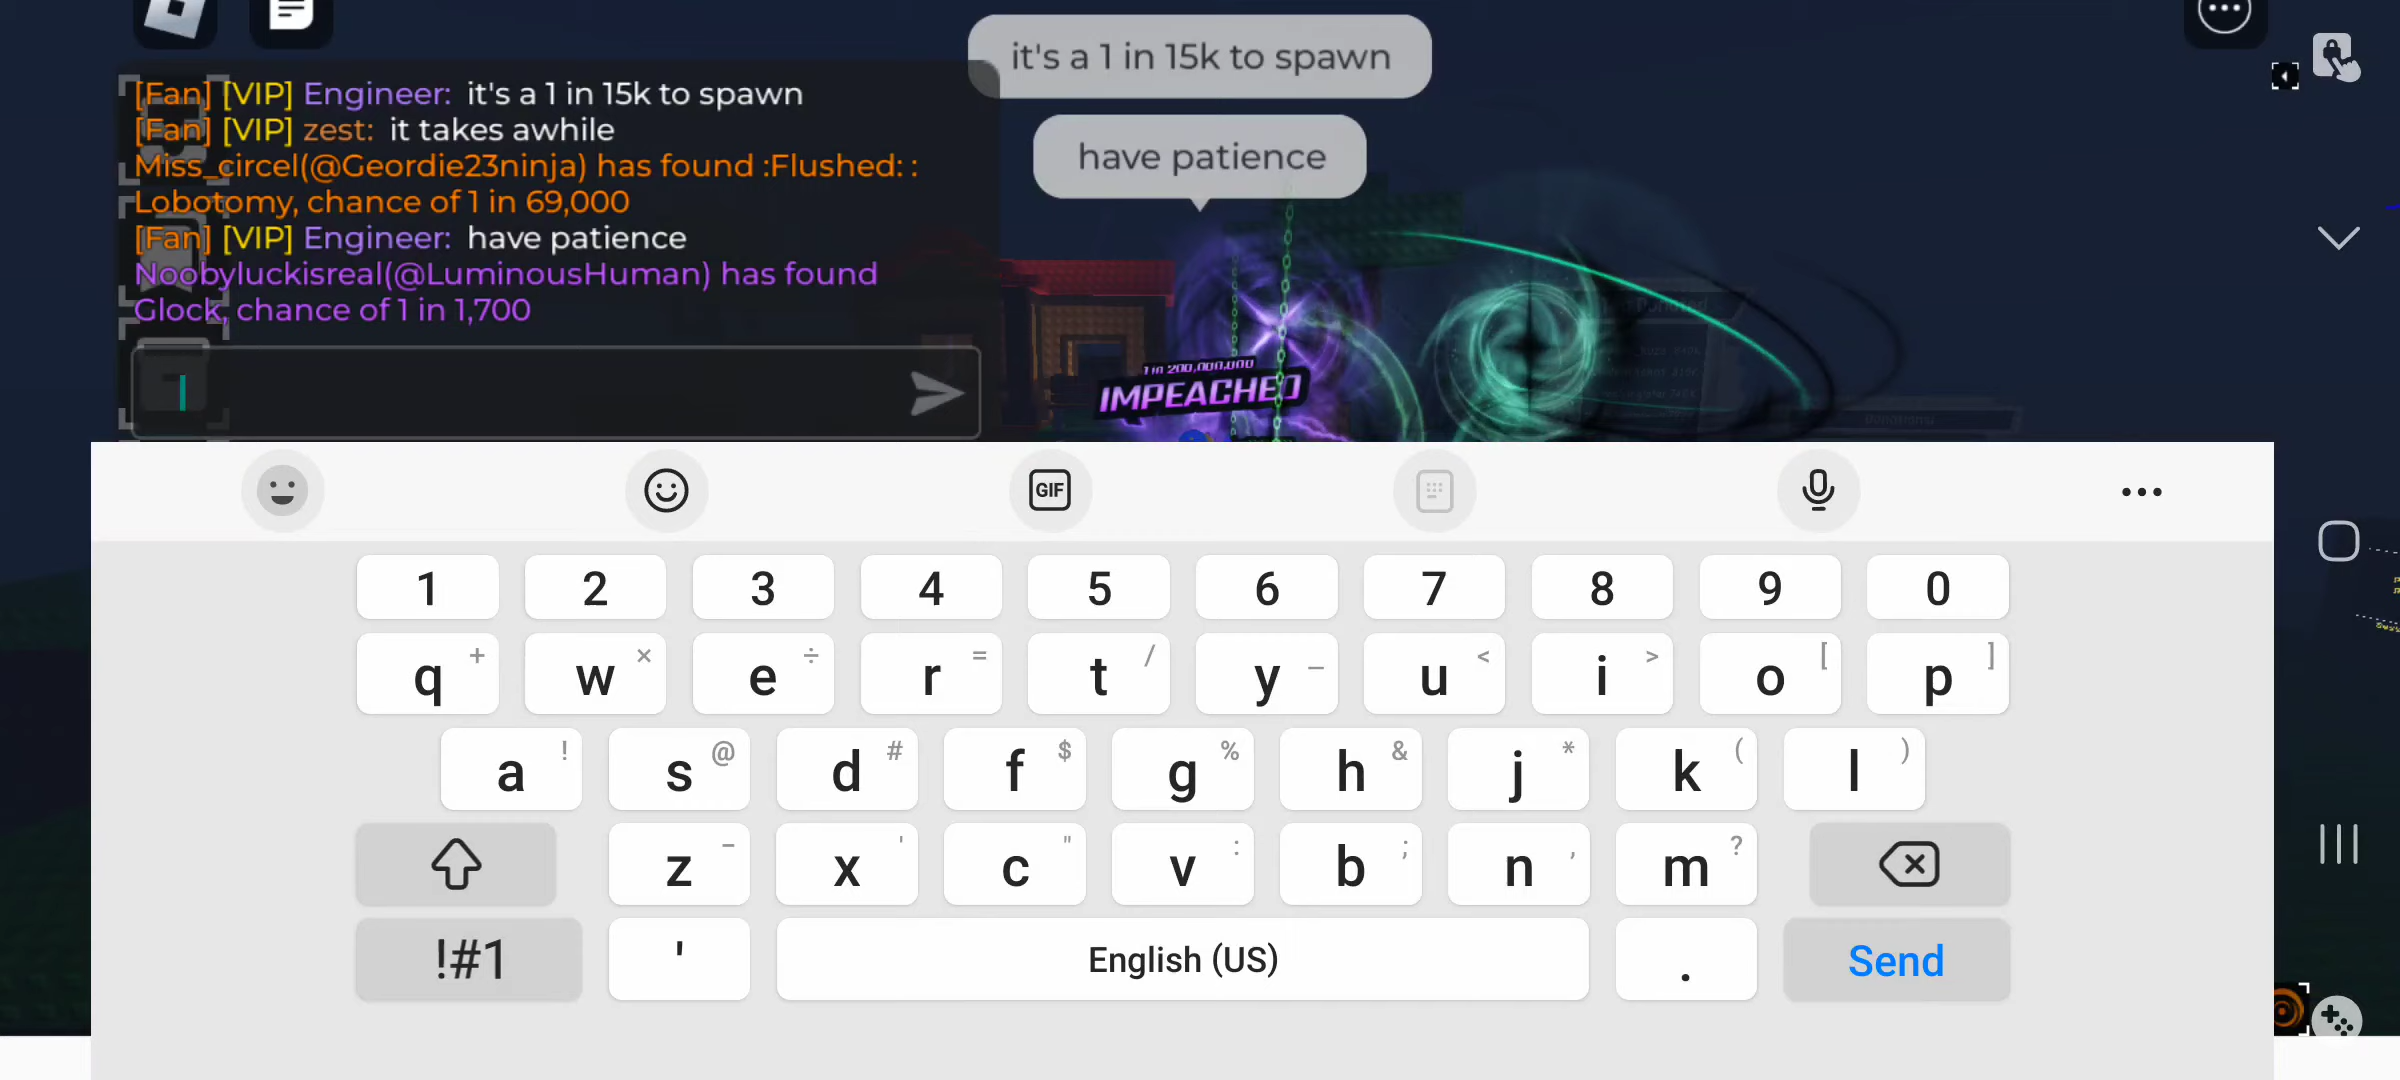 it's a 1 in 15k to spawn
have patience
[Fan] [VIP] Engineer: it's a 1 in 15k to spawn
[Fan] [VIP] zest: it takes awhile
Miss_circel(@Geordie23ninja) has found :Flushed: :
Lobotomy, chance of 1 in 69,000
[Fan] [VIP] Engineer: have patience
Noobyluckisreal(@LuminousHuman) has found
Glock, chance of 1 in 1,700
1 in 200,000,000
IMPEACHED
GIF
1 2 3 4 5 6 7 8 9 0
q + w × e ÷ r = t / y _ u < i > o [ p ]
a ! s @ d # f $ g % h & j * k ( l )
z - x ' c " v : b ; n , m ?
!#1 ' English (US) . Send